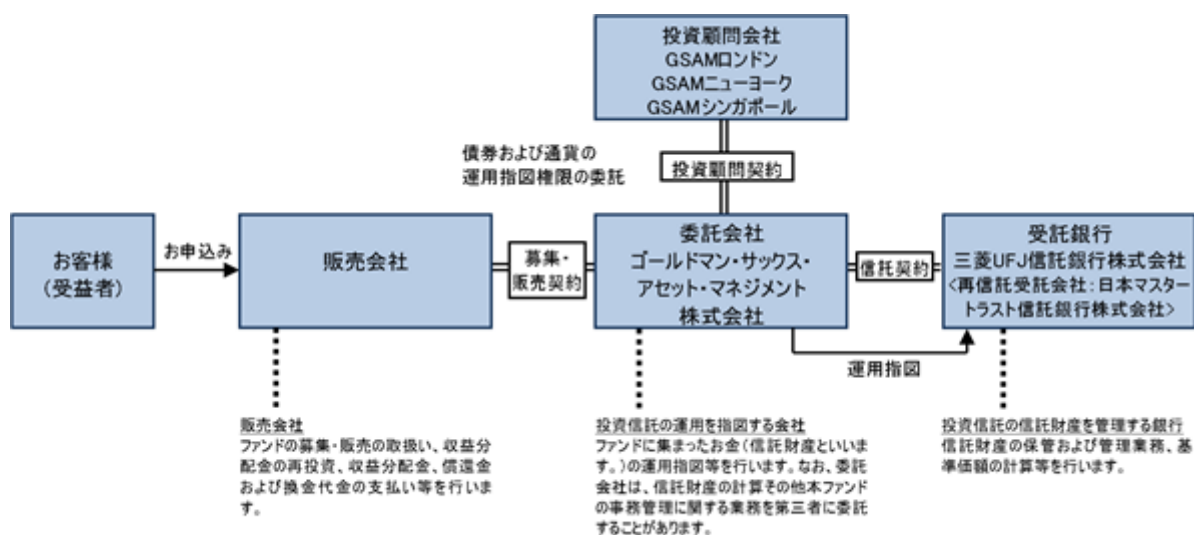 投資顧問会社
GSAMロンドン
GSAMニューヨーク
GSAMシンガポール
債券および通貨の
運用指図権限の委託
投資顧問契約
お客様
(受益者)
お申込み
販売会社
募集・
販売契約
委託会社
ゴールドマン・サックス・
アセット・マネジメント
株式会社
信託契約
受託銀行
三菱UFJ信託銀行株式会社
<再信託受託会社:日本マスター
トラスト信託銀行株式会社>
運用指図
販売会社
ファンドの募集・販売の取扱い、収益分
配金の再投資、収益分配金、償還金
および換金代金の支払い等を行いま
す。
投資信託の運用を指図する会社
ファンドに集まったお金(信託財産といいま
す。)の運用指図等を行います。なお、委託
会社は、信託財産の計算その他本ファンド
の事務管理に関する業務を第三者に委託
することがあります。
投資信託の信託財産を管理する銀行
信託財産の保管および管理業務、基
準価額の計算等を行います。